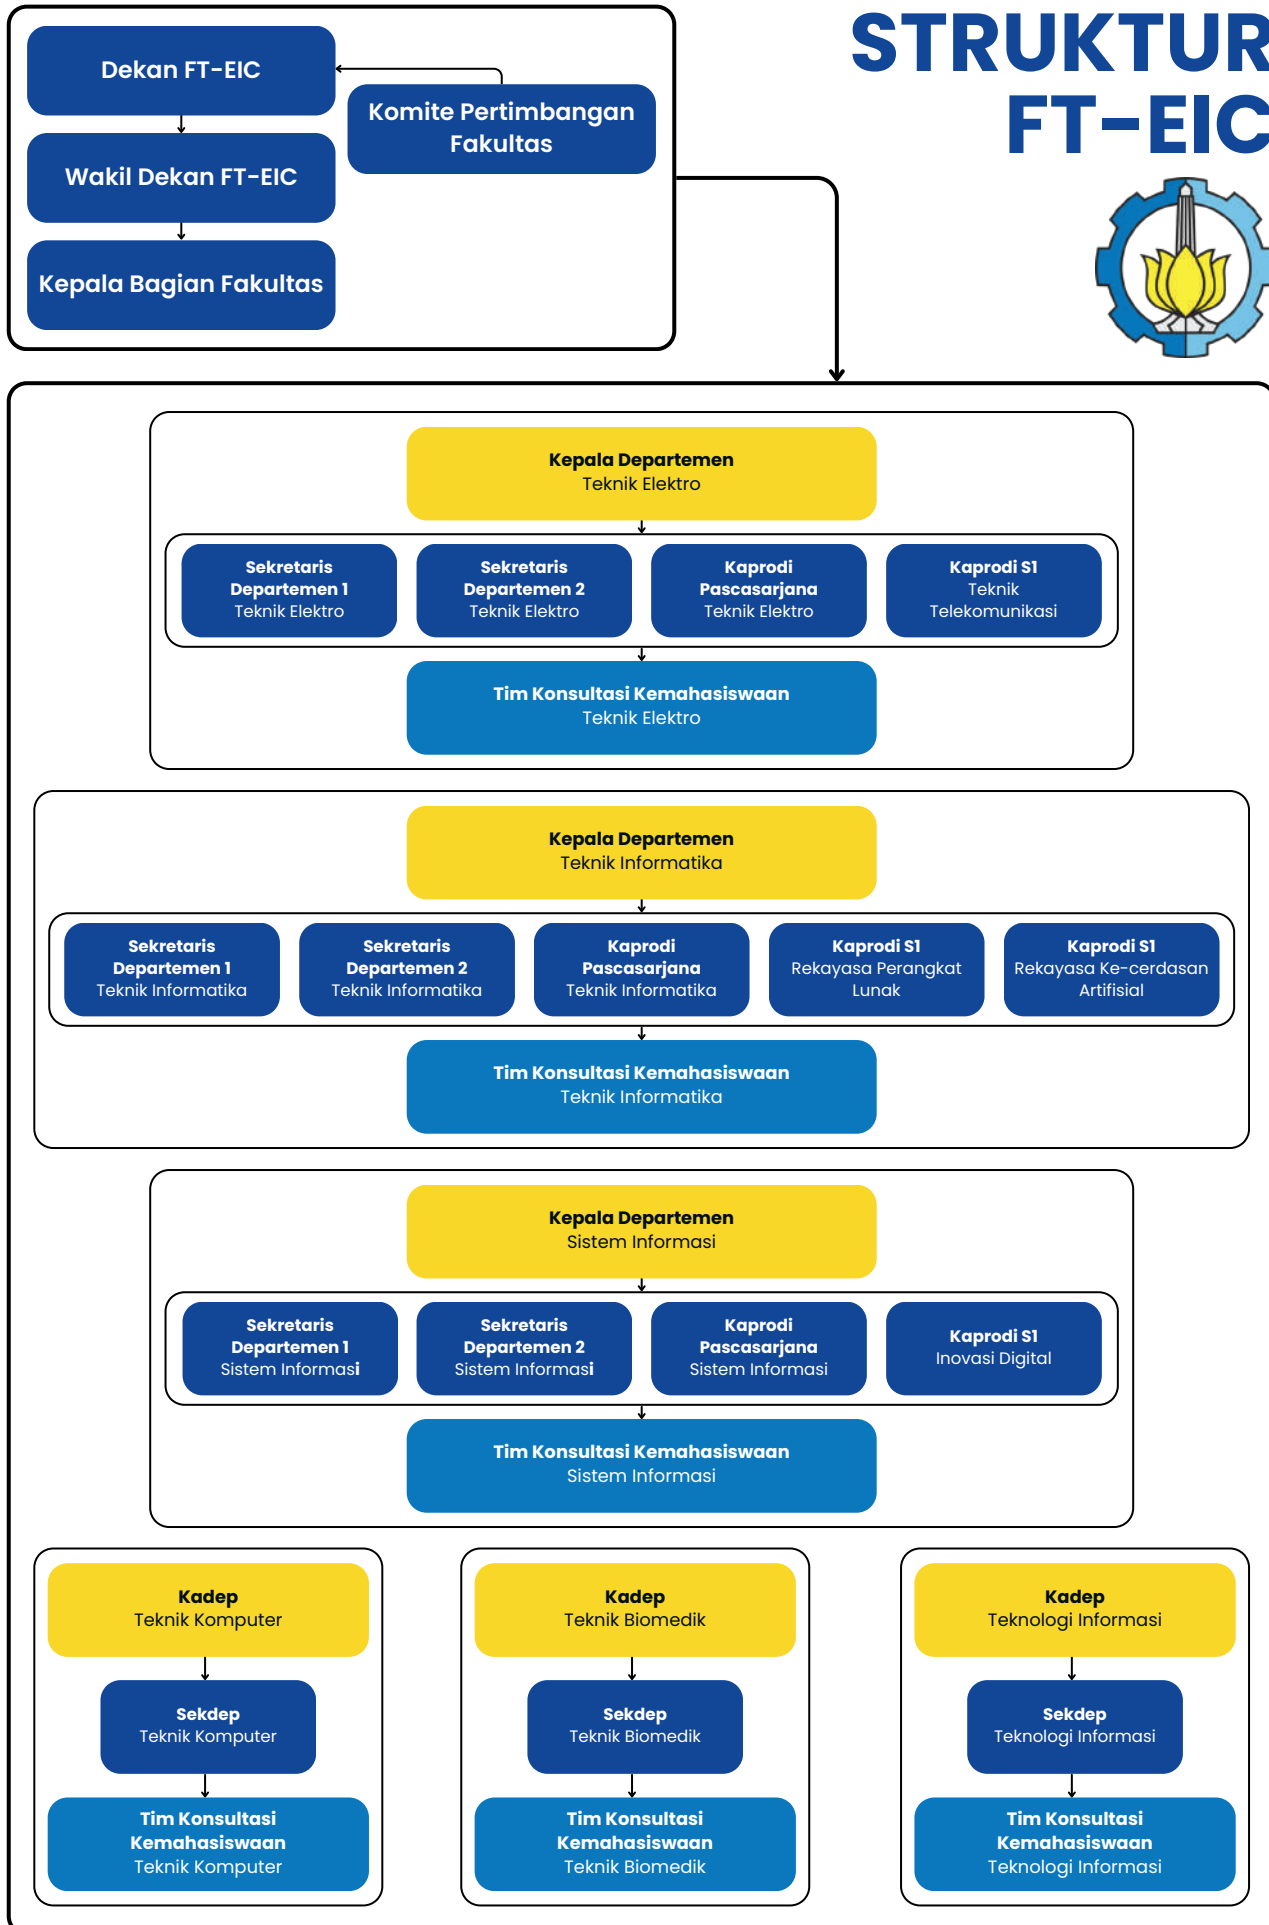 STRUKTUR
FT-EIC
Dekan FT-EIC
Komite Pertimbangan
Fakultas
Wakil Dekan FT-EIC
Kepala Bagian Fakultas
Kepala Departemen
Teknik Elektro
Sekretaris
Departemen 1
Teknik Elektro
Sekretaris
Departemen 2
Teknik Elektro
Kaprodi
Pascasarjana
Teknik Elektro
Kaprodi S1
Teknik
Telekomunikasi
Tim Konsultasi Kemahasiswaan
Teknik Elektro
Kepala Departemen
Teknik Informatika
Sekretaris
Departemen 1
Teknik Informatika
Sekretaris
Departemen 2
Teknik Informatika
Kaprodi
Pascasarjana
Teknik Informatika
Kaprodi S1
Rekayasa Perangkat
Lunak
Kaprodi S1
Rekayasa Ke-cerdasan
Artifisial
Tim Konsultasi Kemahasiswaan
Teknik Informatika
Kepala Departemen
Sistem Informasi
Sekretaris
Departemen 1
Sistem Informasi
Sekretaris
Departemen 2
Sistem Informasi
Kaprodi
Pascasarjana
Sistem Informasi
Kaprodi S1
Inovasi Digital
Tim Konsultasi Kemahasiswaan
Sistem Informasi
Kadep
Teknik Komputer
Sekdep
Teknik Komputer
Tim Konsultasi
Kemahasiswaan
Teknik Komputer
Kadep
Teknik Biomedik
Sekdep
Teknik Biomedik
Tim Konsultasi
Kemahasiswaan
Teknik Biomedik
Kadep
Teknologi Informasi
Sekdep
Teknologi Informasi
Tim Konsultasi
Kemahasiswaan
Teknologi Informasi